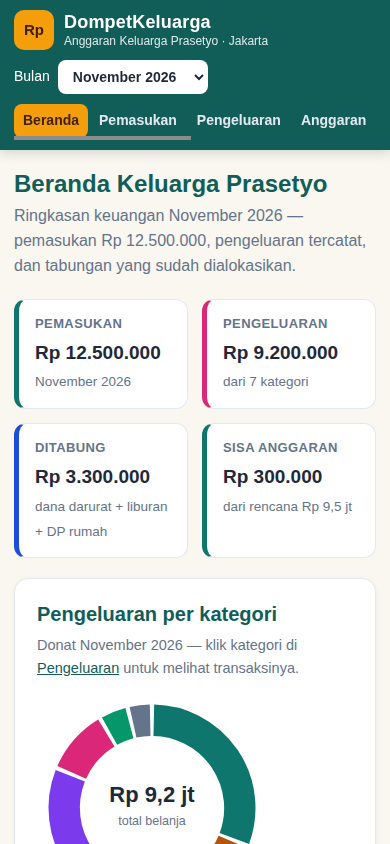 Rp
DompetKeluarga
Anggaran Keluarga Prasetyo · Jakarta
Bulan
November 2026
Beranda
Pemasukan
Pengeluaran
Anggaran
Beranda Keluarga Prasetyo
Ringkasan keuangan November 2026 —
pemasukan Rp 12.500.000, pengeluaran tercatat,
dan tabungan yang sudah dialokasikan.
PEMASUKAN
Rp 12.500.000
November 2026
PENGELUARAN
Rp 9.200.000
dari 7 kategori
DITABUNG
Rp 3.300.000
dana darurat + liburan
+ DP rumah
SISA ANGGARAN
Rp 300.000
dari rencana Rp 9,5 jt
Pengeluaran per kategori
Donat November 2026 — klik kategori di
Pengeluaran untuk melihat transaksinya.
Rp 9,2 jt
total belanja